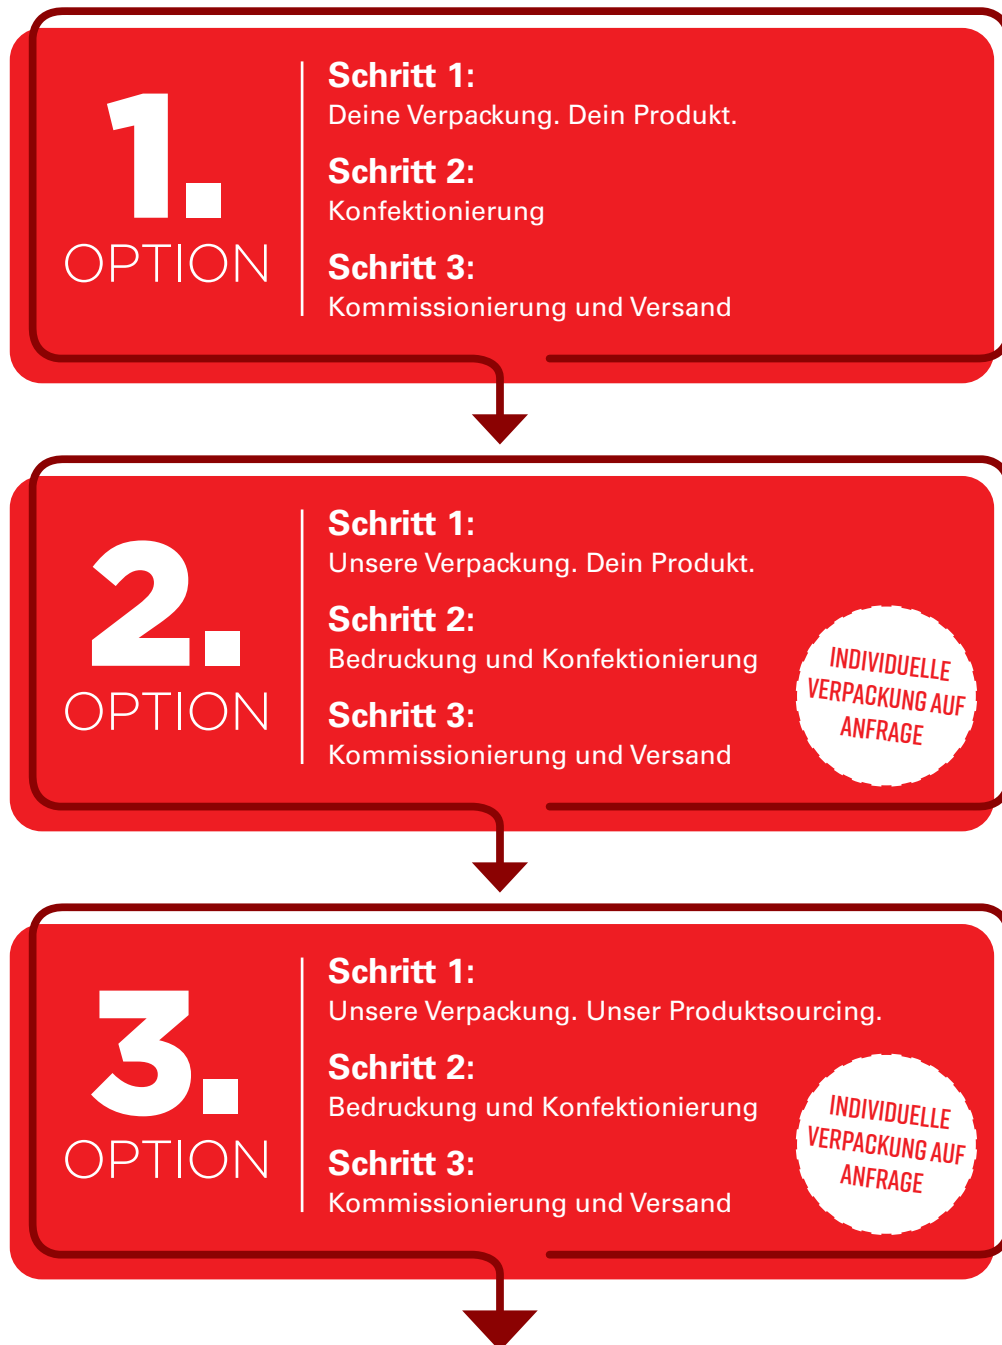 1.
OPTION
Schritt 1:
Deine Verpackung. Dein Produkt.
Schritt 2:
Konfektionierung
Schritt 3:
Kommissionierung und Versand
2.
OPTION
Schritt 1:
Unsere Verpackung. Dein Produkt.
Schritt 2:
Bedruckung und Konfektionierung
Schritt 3:
Kommissionierung und Versand
INDIVIDUELLE
VERPACKUNG AUF
ANFRAGE
3.
OPTION
Schritt 1:
Unsere Verpackung. Unser Produktsourcing.
Schritt 2:
Bedruckung und Konfektionierung
Schritt 3:
Kommissionierung und Versand
INDIVIDUELLE
VERPACKUNG AUF
ANFRAGE